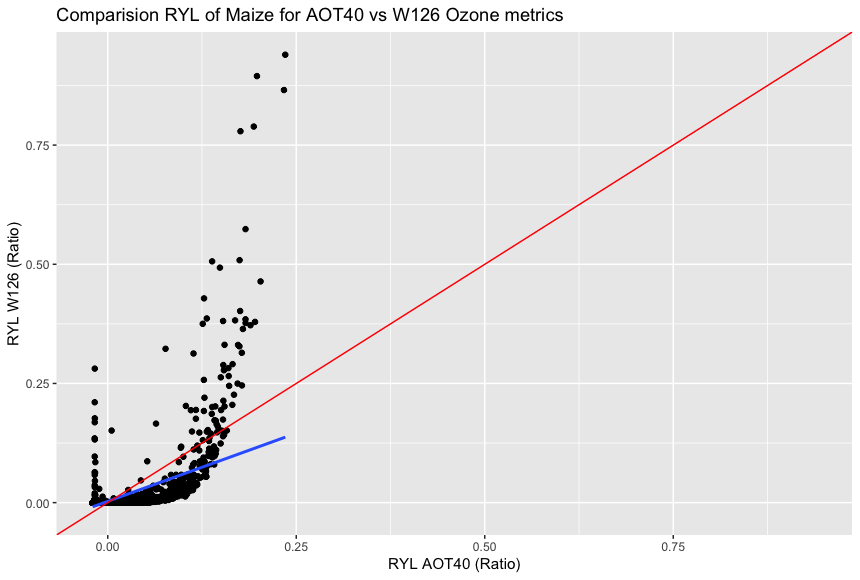 Comparision RYL of Maize for AOT40 vs W126 Ozone metrics
RYL W126 (Ratio)
0.75
0.50
0.25
0.00
0.00
0.25
0.50
0.75
RYL AOT40 (Ratio)